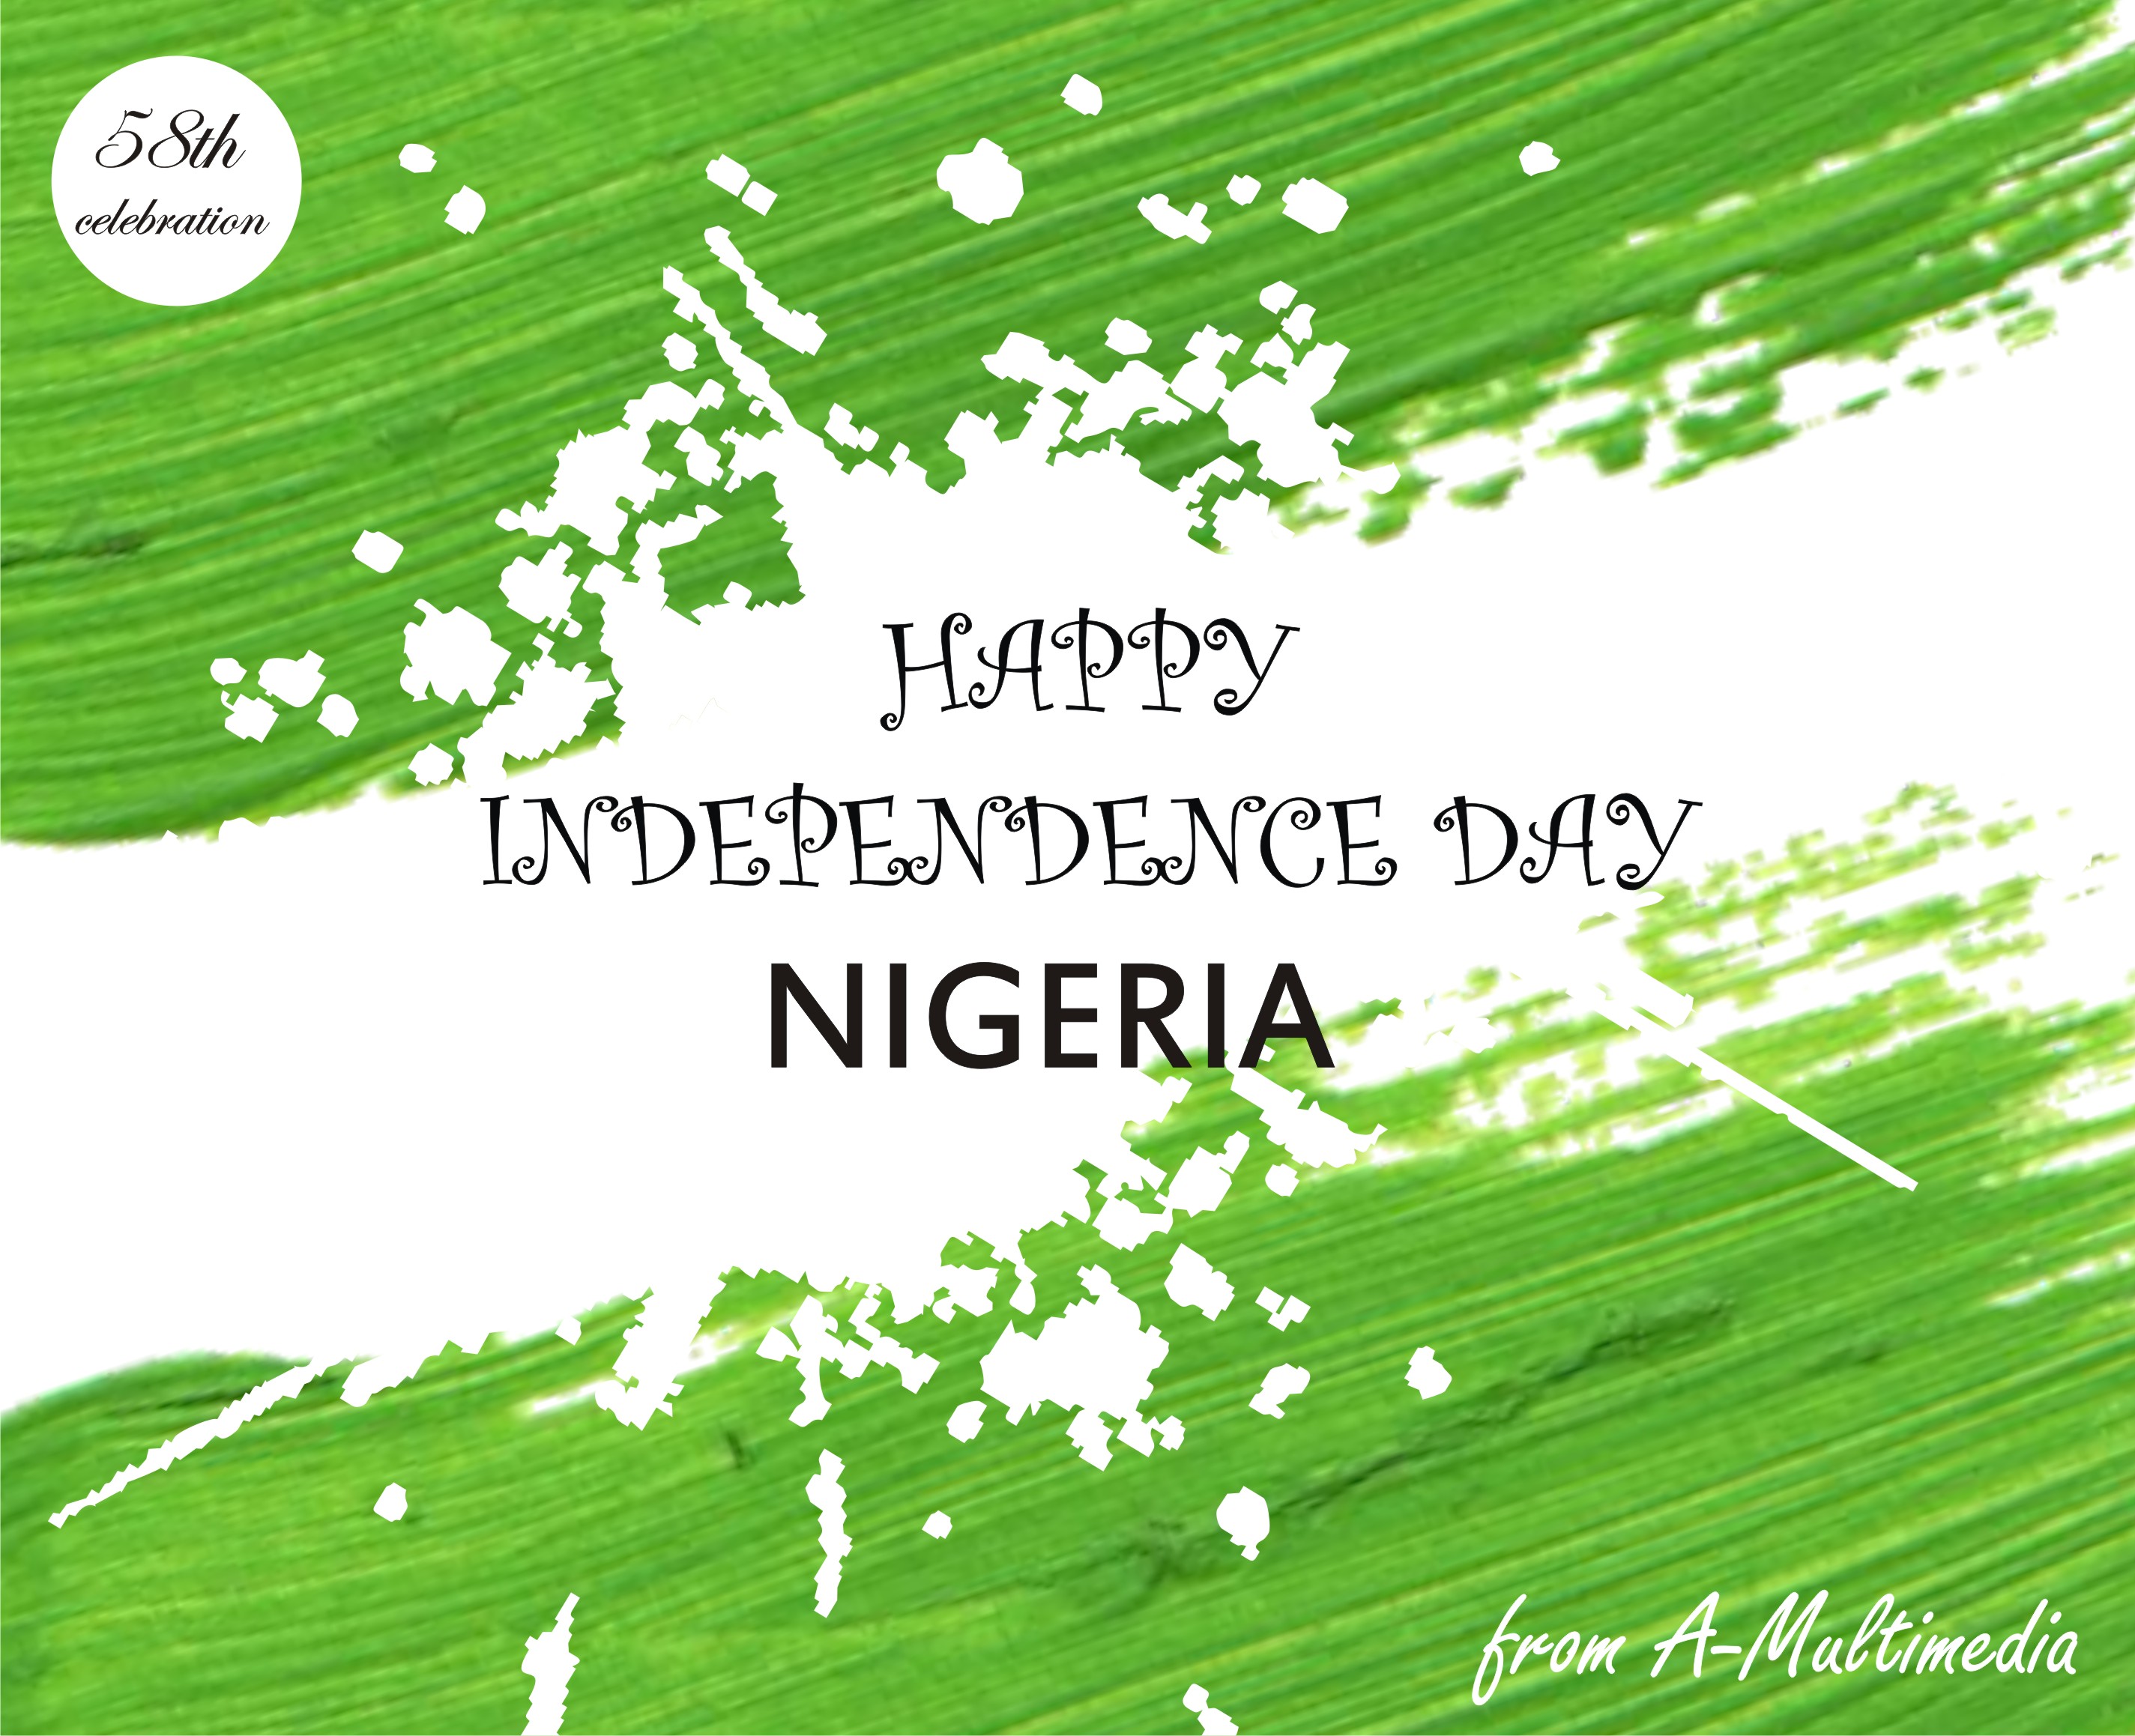 58th
celebration
HAPPY
INDEPENDENCE DAY
NIGERIA
from A-Multimedia